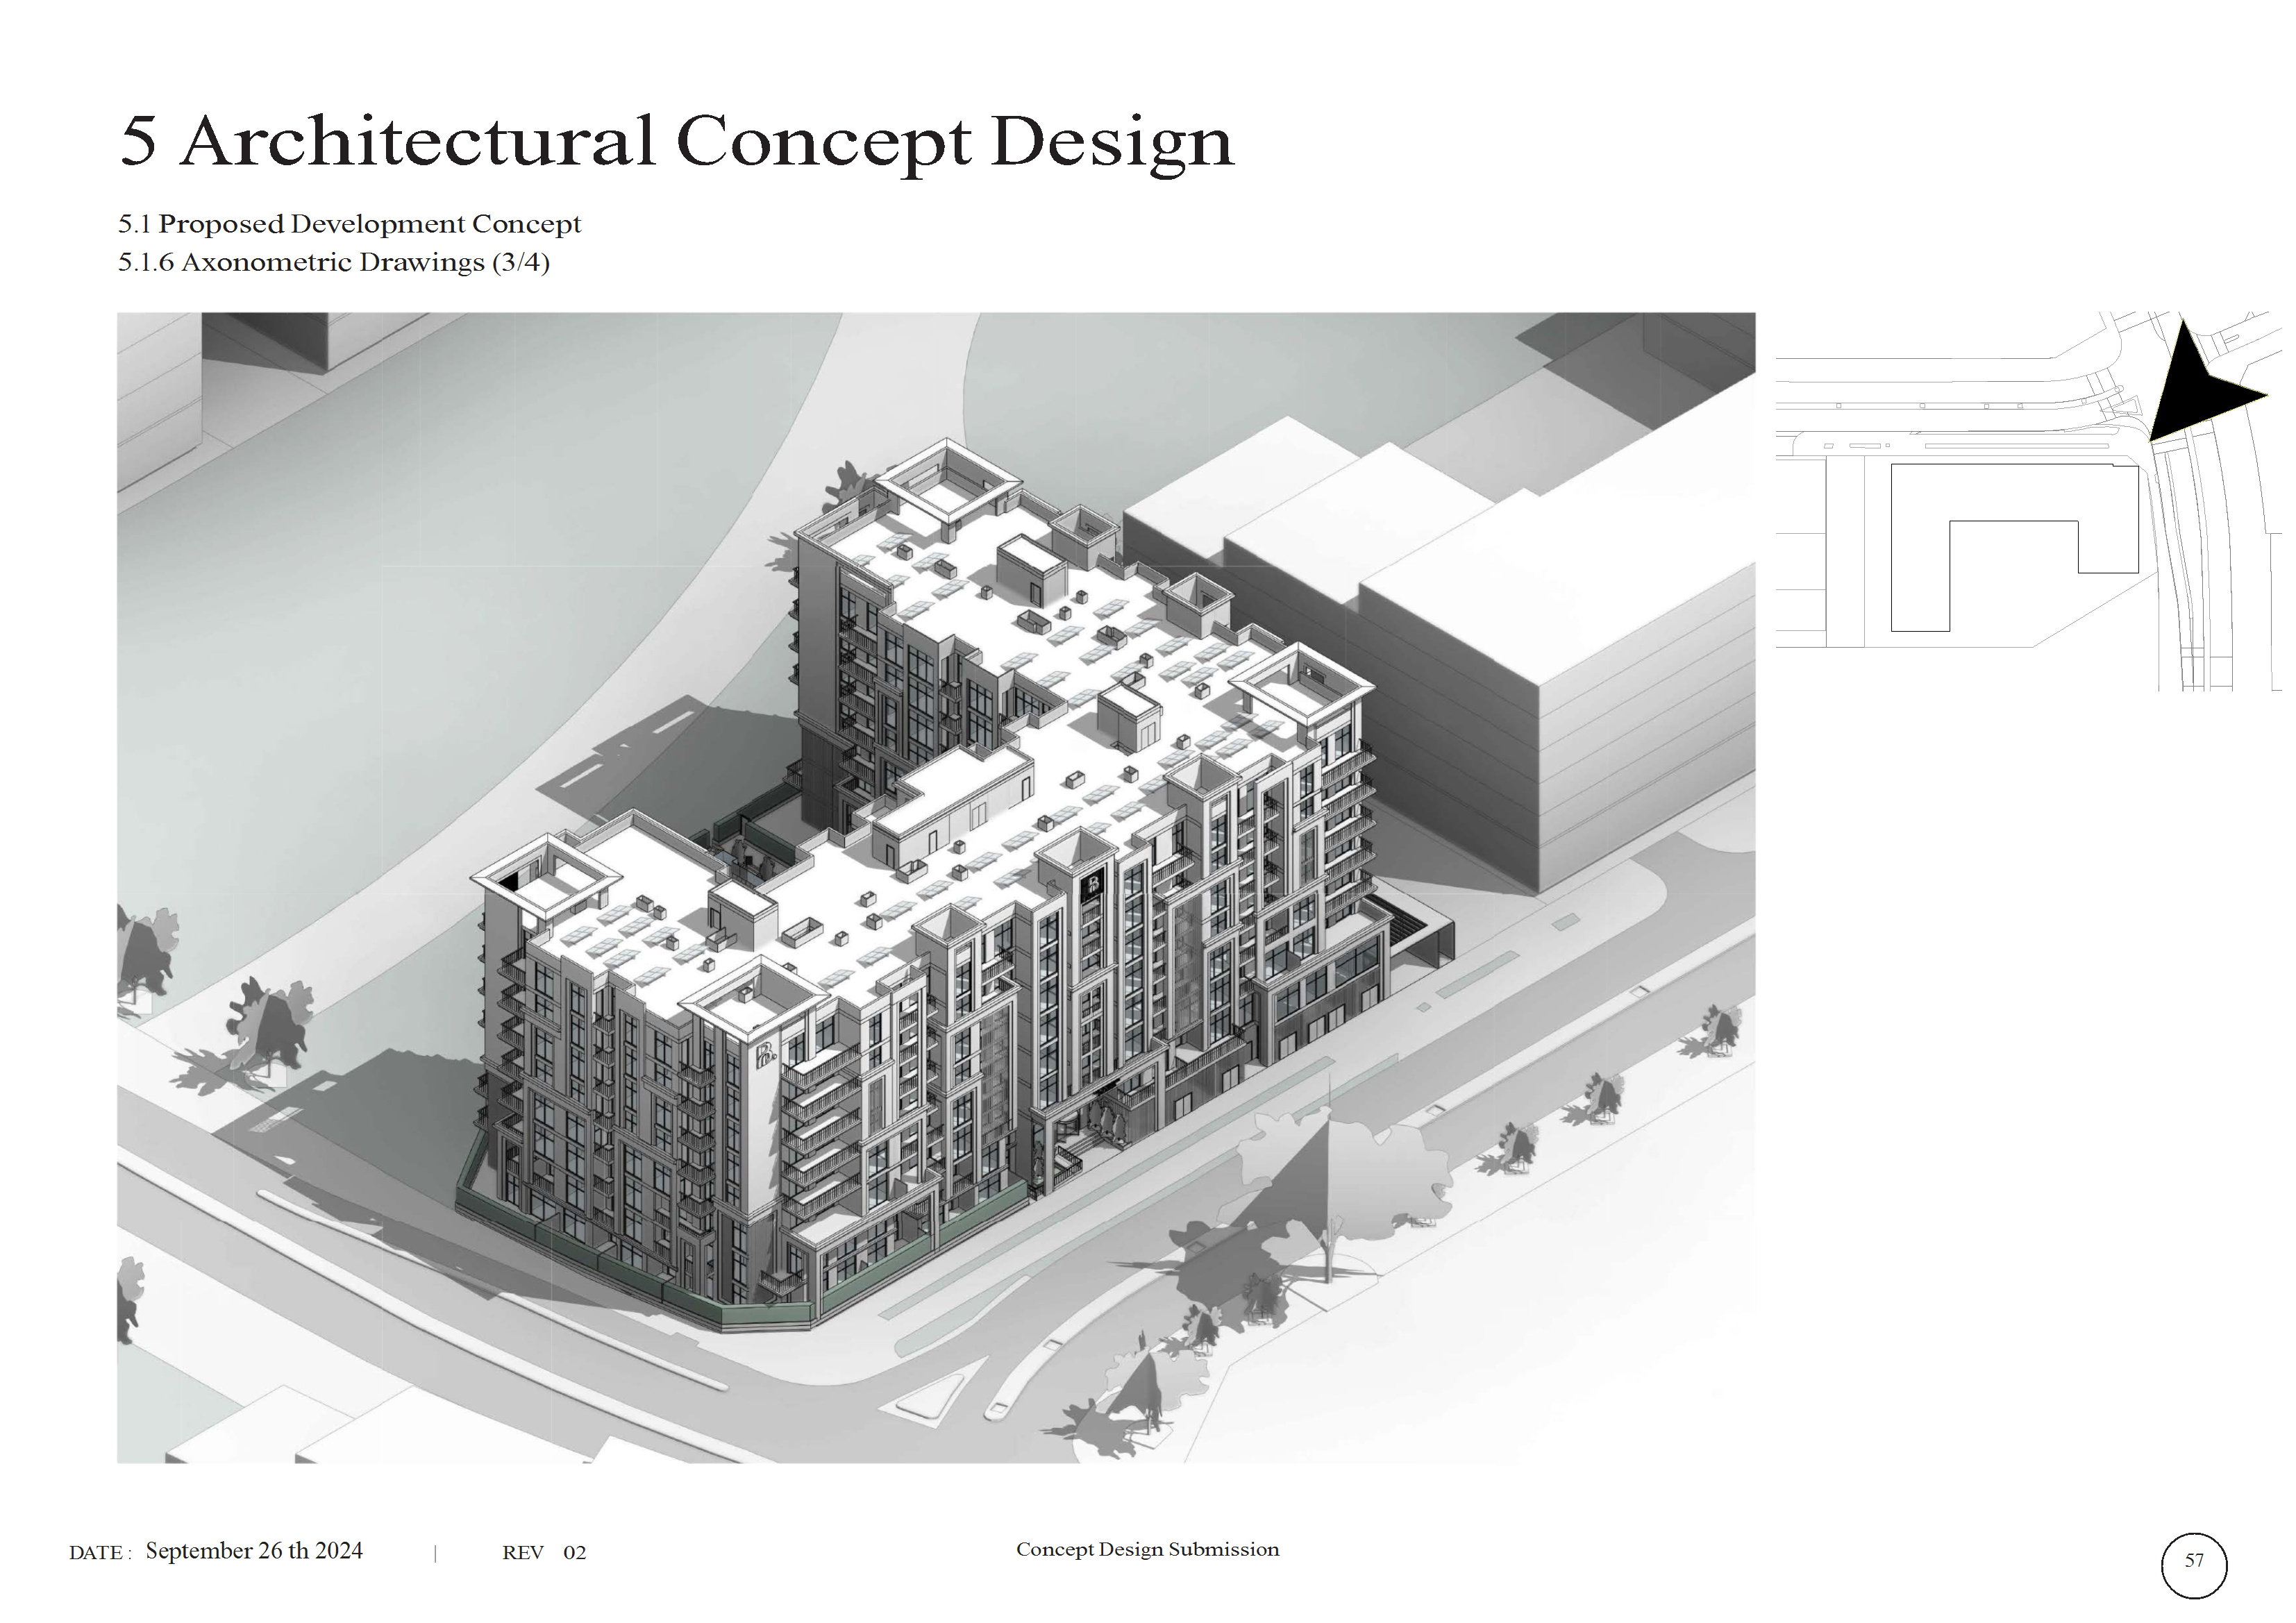 5 Architectural Concept Design
5.1 Proposed Development Concept
5.1.6 Axonometric Drawings (3/4)
DATE : September 26 th 2024 | REV 02
Concept Design Submission
57